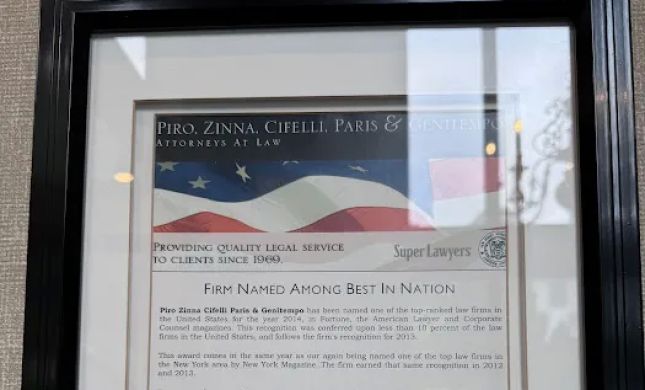 PIRO, ZINNA, CIFELLI, PARIS & GENITEMPO
ATTORNEYS AT LAW
PROVIDING QUALITY LEGAL SERVICE
TO CLIENTS SINCE 1969.
Super Lawyers
FIRM NAMED AMONG BEST IN NATION
Piro Zinna Cifelli Paris & Genitempo has been named one of the top-ranked law firms in
the United States for the year 2014, in Fortune, the American Lawyer and Corporate
Counsel magazines. This recognition was conferred upon less than 10 percent of the law
firms in the United States, and follows the firm's recognition for 2013.
This award comes in the same year as our again being named one of the top law firms in
the New York area by New York Magazine. The firm earned that same recognition in 2012
and 2013.